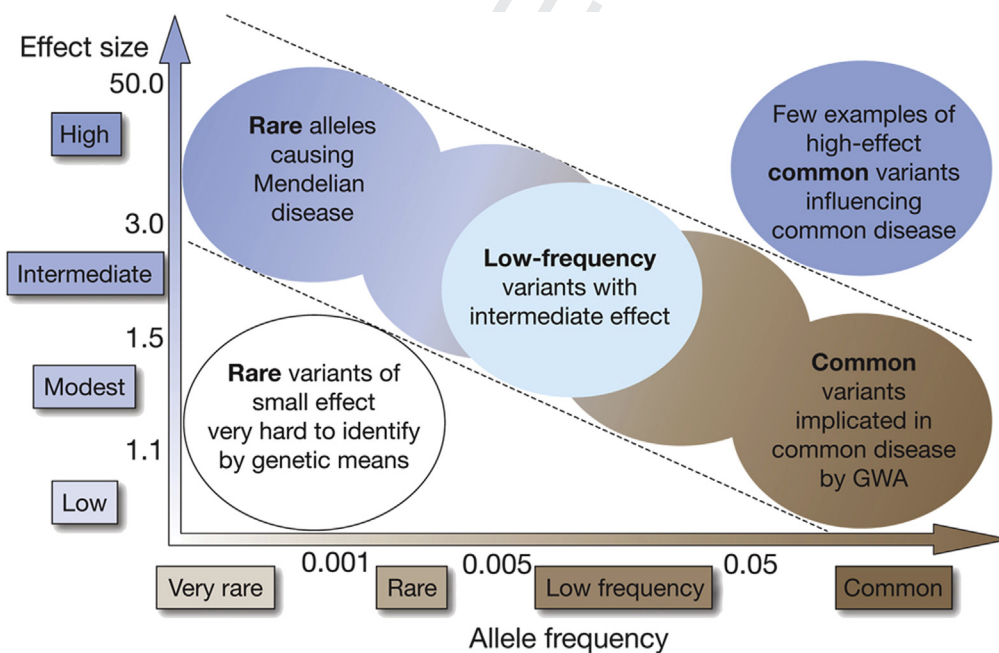 Effect size
50.0
High
3.0
Intermediate
1.5
Modest
1.1
Low
Rare alleles
causing
Mendelian
disease
Few examples of
high-effect
common variants
influencing
common disease
Low-frequency
variants with
intermediate effect
Rare variants of
small effect
very hard to identify
by genetic means
Common
variants
implicated in
common disease
by GWA
0.001
0.005
0.05
Very rare
Rare
Low frequency
Common
Allele frequency